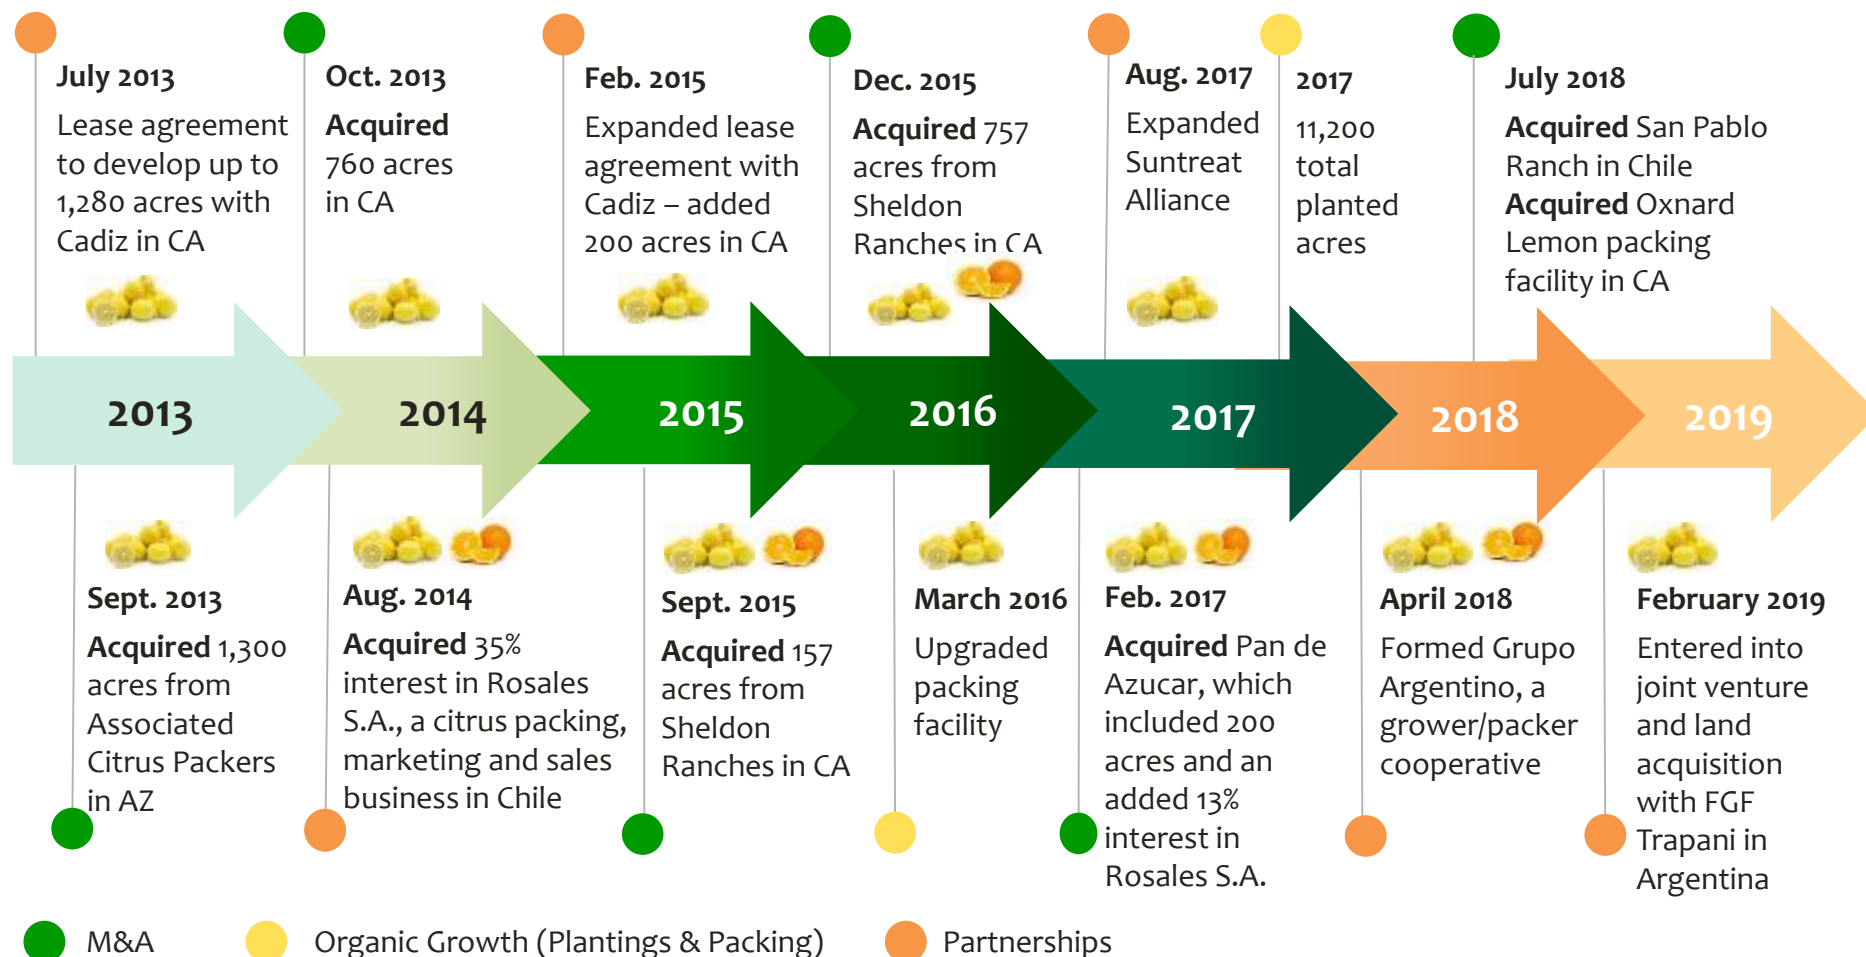 July 2013
Lease agreement
to develop up to
1,280 acres with
Cadiz in CA
Oct. 2013
Acquired
760 acres
in CA
Feb. 2015
Expanded lease
agreement with
Cadiz – added
200 acres in CA
Dec. 2015
Acquired 757
acres from
Sheldon
Ranches in CA
Aug. 2017
Expanded
Suntreat
Alliance
2017
11,200
total
planted
acres
July 2018
Acquired San Pablo
Ranch in Chile
Acquired Oxnard
Lemon packing
facility in CA
2013
2014
2015
2016
2017
2018
2019
Sept. 2013
Acquired 1,300
acres from
Associated
Citrus Packers
in AZ
Aug. 2014
Acquired 35%
interest in Rosales
S.A., a citrus packing,
marketing and sales
business in Chile
Sept. 2015
Acquired 157
acres from
Sheldon
Ranches in CA
March 2016
Upgraded
packing
facility
Feb. 2017
Acquired Pan de
Azucar, which
included 200
acres and an
added 13%
interest in
Rosales S.A.
April 2018
Formed Grupo
Argentino, a
grower/packer
cooperative
February 2019
Entered into
joint venture
and land
acquisition
with FGF
Trapani in
Argentina
M&A
Organic Growth (Plantings & Packing)
Partnerships